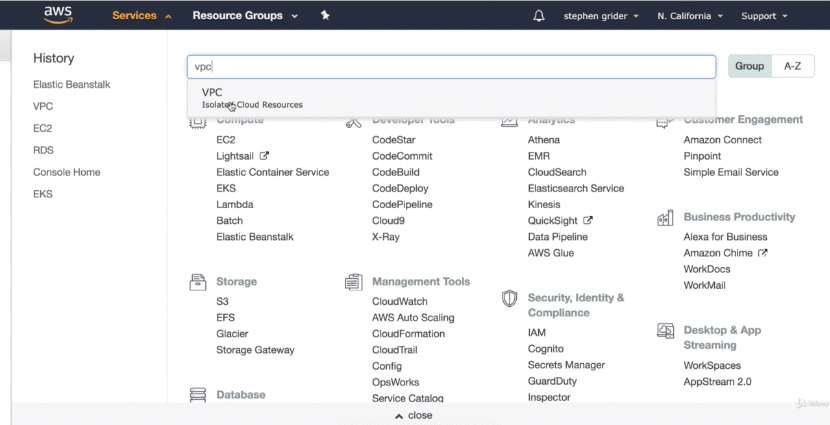 aws
Services
Resource Groups
stephen grider
N. California
Support
History
Elastic Beanstalk
VPC
EC2
RDS
Console Home
EKS
vpc
Group
A-Z
VPC
Isolated Cloud Resources
Compute
EC2
Lightsail
Elastic Container Service
EKS
Lambda
Batch
Elastic Beanstalk
Storage
S3
EFS
Glacier
Storage Gateway
Database
Developer Tools
CodeStar
CodeCommit
CodeBuild
CodeDeploy
CodePipeline
Cloud9
X-Ray
Management Tools
CloudWatch
AWS Auto Scaling
CloudFormation
CloudTrail
Config
OpsWorks
Service Catalog
Analytics
Athena
EMR
CloudSearch
Elasticsearch Service
Kinesis
QuickSight
Data Pipeline
AWS Glue
Security, Identity &
Compliance
IAM
Cognito
Secrets Manager
GuardDuty
Inspector
Customer Engagement
Amazon Connect
Pinpoint
Simple Email Service
Business Productivity
Alexa for Business
Amazon Chime
WorkDocs
WorkMail
Desktop & App
Streaming
WorkSpaces
AppStream 2.0
close
Udemy